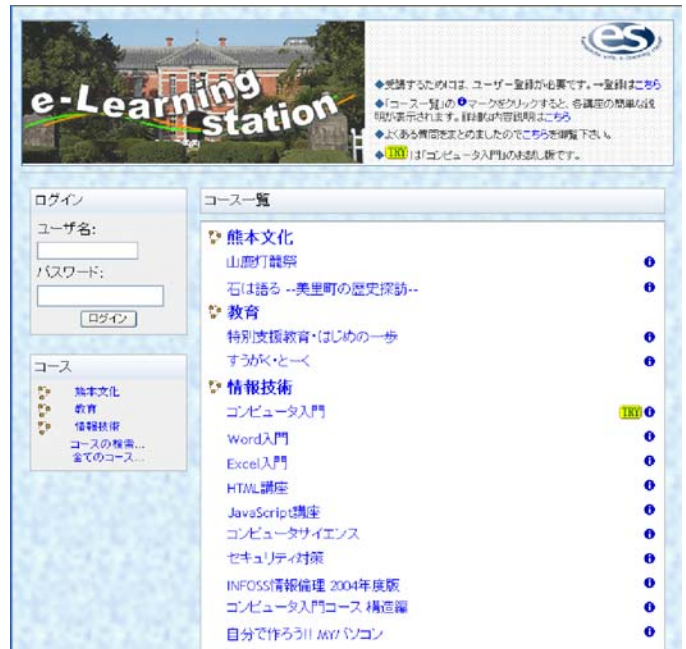 e-Learning
station
es
◆受講するためには、ユーザー登録が必要です。→登録はこちら
◆「コース一覧」の マークをクリックすると、各講座の簡単な説
明が表示されます。詳細な内容説明はこちら
◆よくある質問をまとめましたのでこちらを御覧下さい。
◆TRY は「コンピュータ入門」のお試し版です。
ログイン
ユーザ名:
パスワード:
ログイン
コース
熊本文化
教育
情報技術
コースの検索...
全てのコース...
コース一覧
熊本文化
山鹿灯籠祭
石は語る --美里町の歴史探訪--
教育
特別支援教育・はじめの一歩
すうがく・とーく
情報技術
コンピュータ入門 TRY
Word入門
Excel入門
HTML講座
JavaScript講座
コンピュータサイエンス
セキュリティ対策
INFOSS情報倫理 2004年度版
コンピュータ入門コース 構造編
自分で作ろう!! MYパソコン